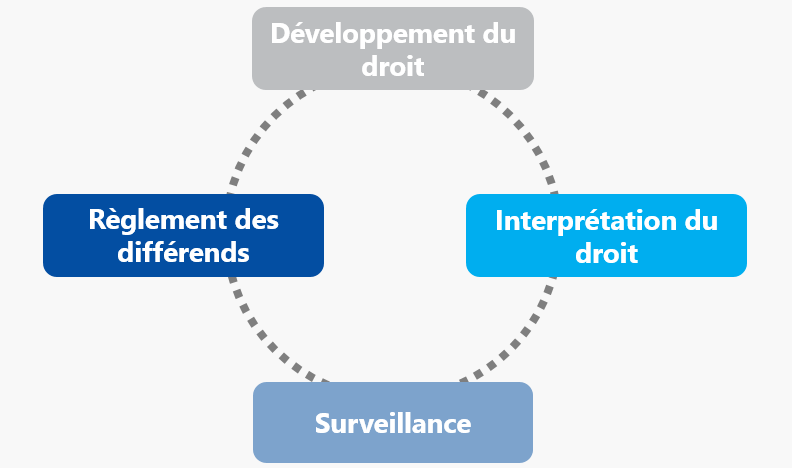 Développement du
droit
Règlement des
différends
Interprétation du
droit
Surveillance